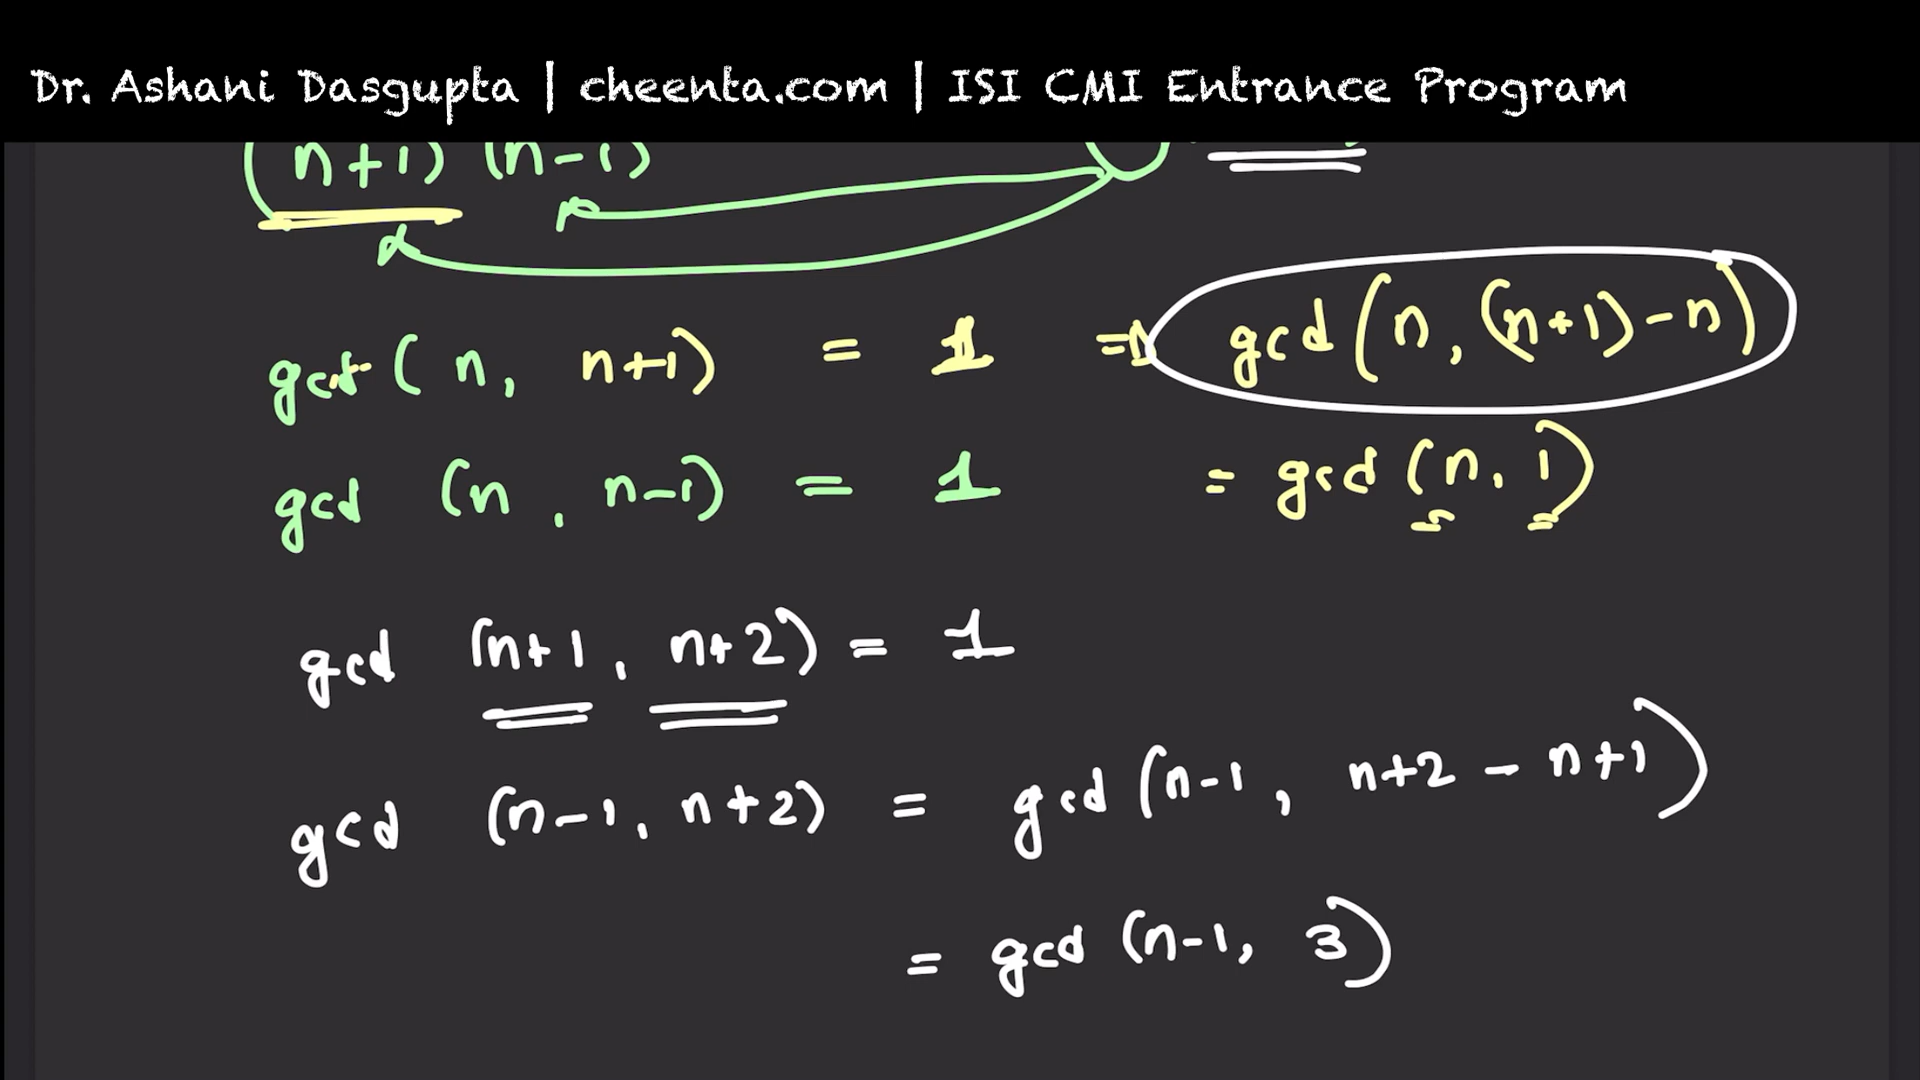 Dr. Ashani Dasgupta | cheenta.com | ISI CMI Entrance Program
(n+1) (n-1)
gcd ( n, n+1) = 1 => gcd (n, (n+1)-n)
gcd (n , n-1) = 1 = gcd (n, 1)
gcd (n+1, n+2) = 1
gcd (n-1, n+2) = gcd (n-1, n+2 - n+1)
= gcd (n-1, 3)